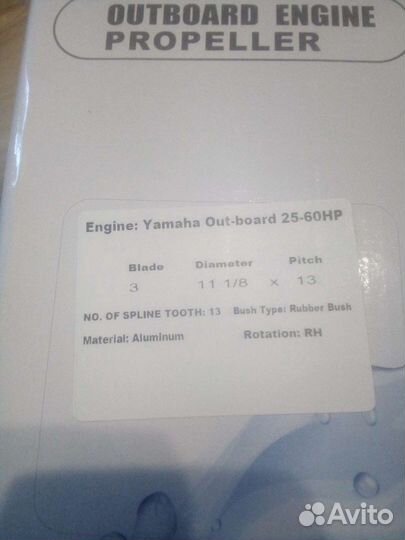 OUTBOARD ENGINE
PROPELLER
Engine: Yamaha Out-board 25-60HP
Blade Diameter Pitch
3 11 1/8 x 13
NO. OF SPLINE TOOTH: 13 Bush Type: Rubber Bush
Material: Aluminum Rotation: RH
Avito